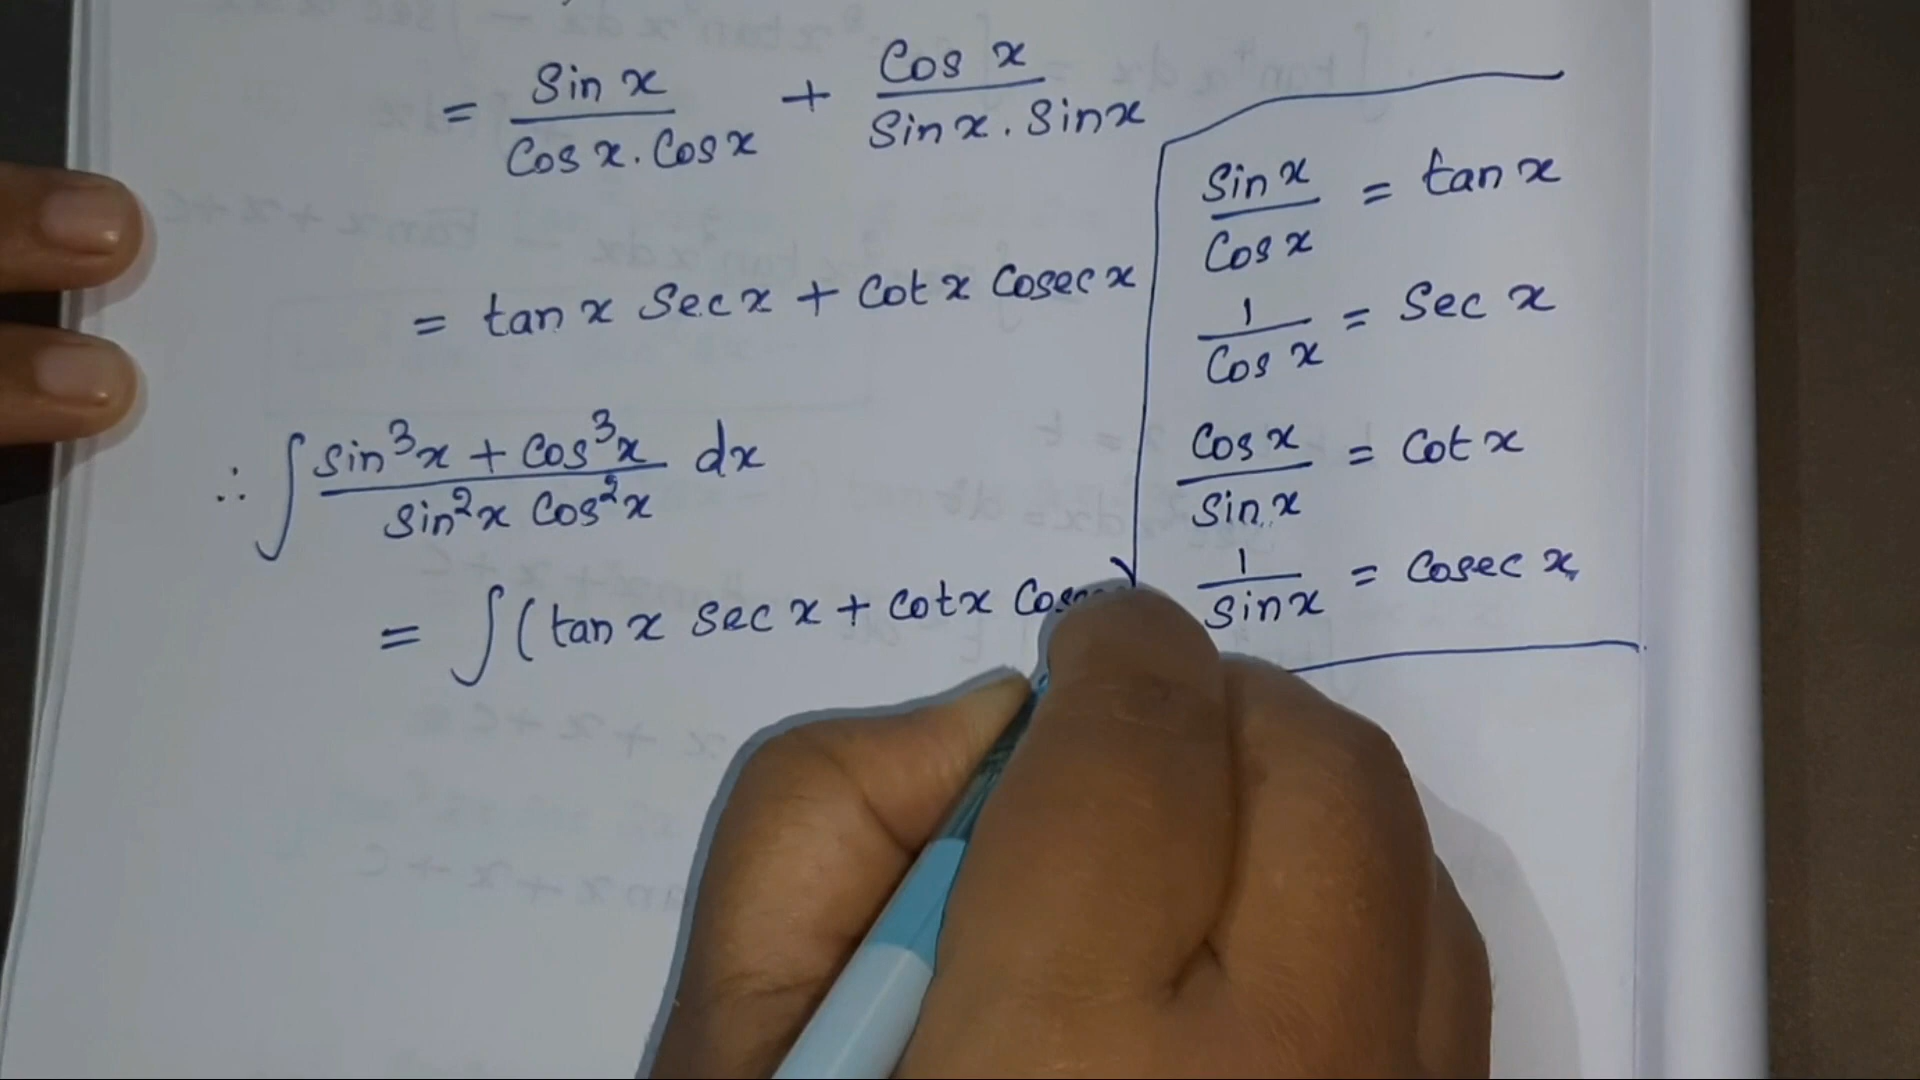 = Sin x / Cos x . Cos x + Cos x / Sin x . Sin x
= tan x Sec x + Cot x Cosec x
∴ ∫ sin³x + Cos³x / Sin²x Cos²x dx
= ∫ ( tan x Sec x + Cot x
Sin x / Cos x = tan x
1 / Cos x = Sec x
Cos x / Sin x = Cot x
1 / Sin x = Cosec x